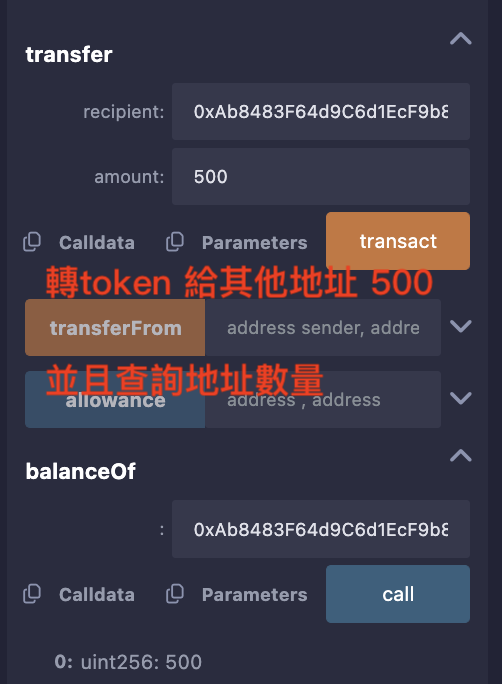 transfer
recipient: 0xAb8483F64d9C6d1EcF9b8
amount: 500
Calldata Parameters transact
轉token 給其他地址 500
transferFrom address sender, addre
並且查詢地址數量
allowance address , address
balanceOf
: 0xAb8483F64d9C6d1EcF9b8
Calldata Parameters call
0: uint256: 500